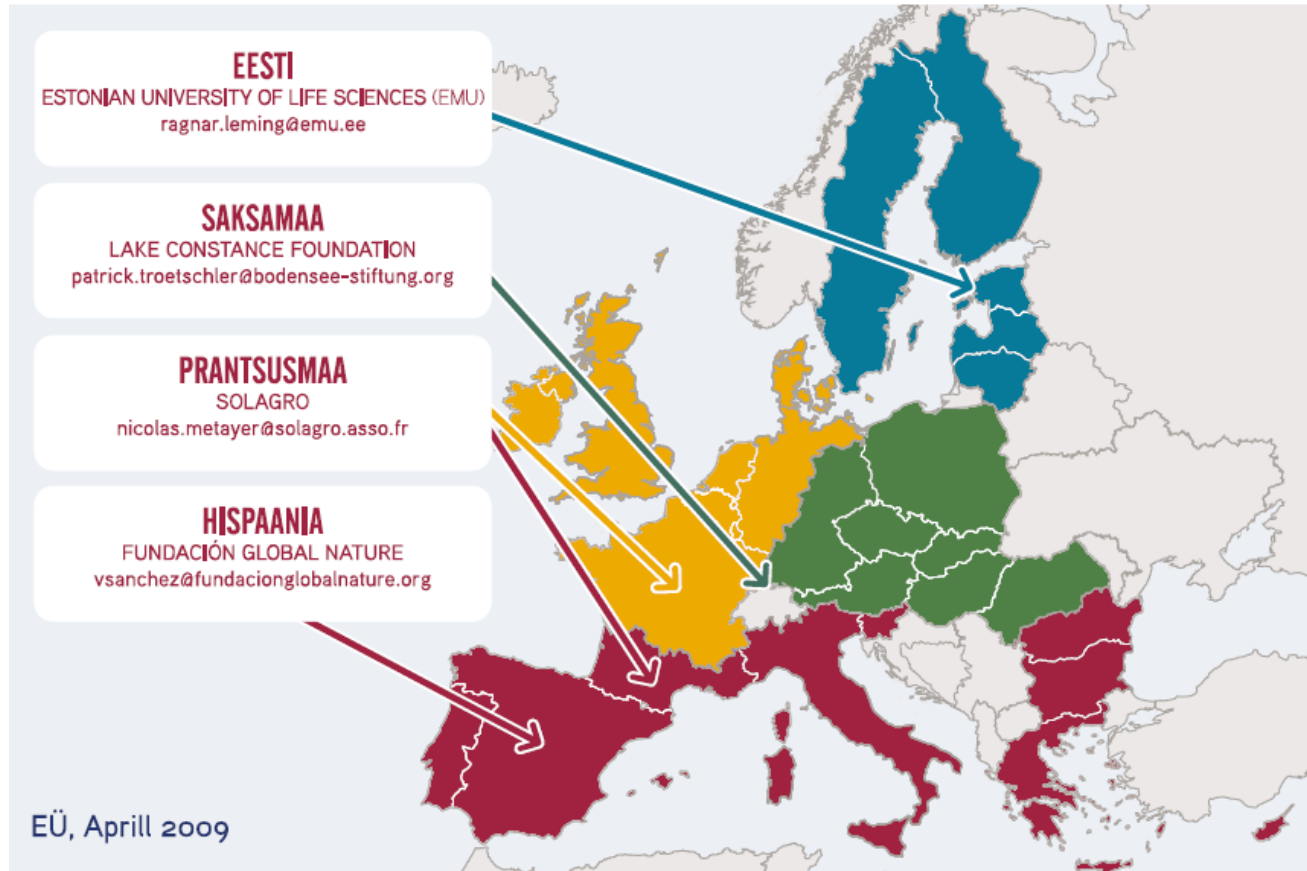 EESTI
ESTONIAN UNIVERSITY OF LIFE SCIENCES (EMU)
ragnar.leming@emu.ee
SAKSAMAA
LAKE CONSTANCE FOUNDATION
patrick.troetschler@bodensee-stiftung.org
PRANTSUSMAA
SOLAGRO
nicolas.metayer@solagro.asso.fr
HISPAANIA
FUNDACIÓN GLOBAL NATURE
vsanchez@fundacionglobalnature.org
EÜ, Aprill 2009